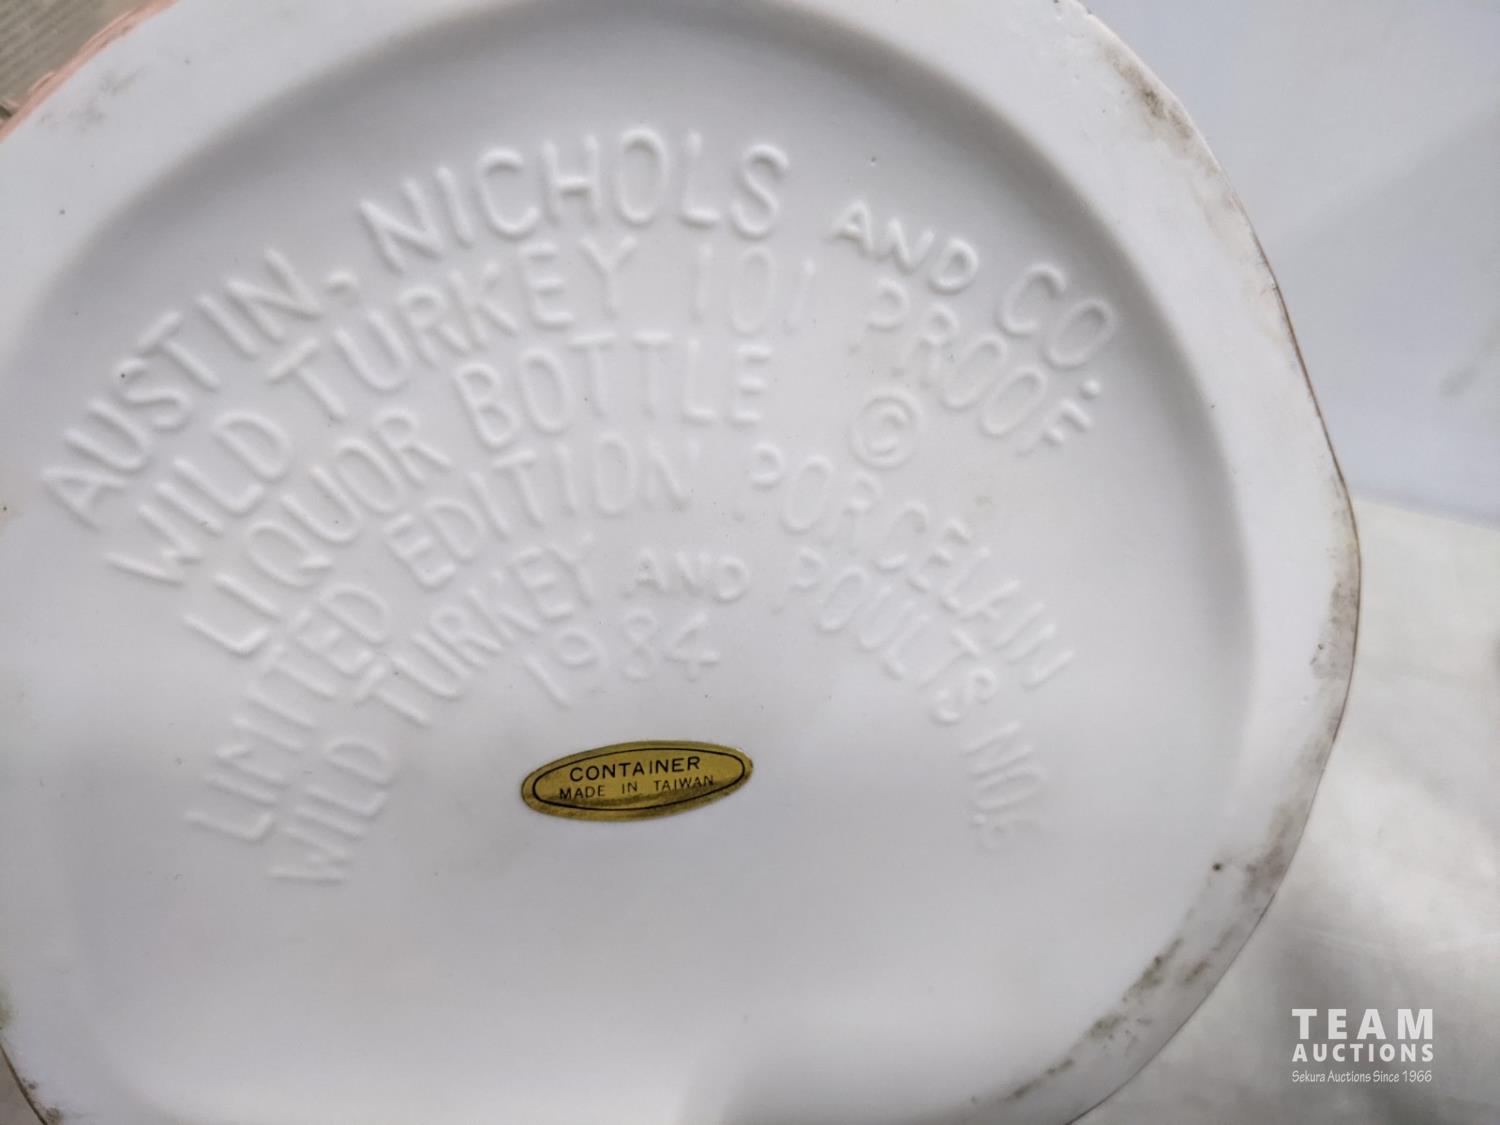 AUSTIN, NICHOLS AND CO.
WILD TURKEY 101 PROOF
LIQUOR BOTTLE ©
LIMITED EDITION PORCELAIN
WILD TURKEY AND POULTS NO.5
1984
CONTAINER
MADE IN TAIWAN
TEAM
AUCTIONS
Sekura Auctions Since 1966